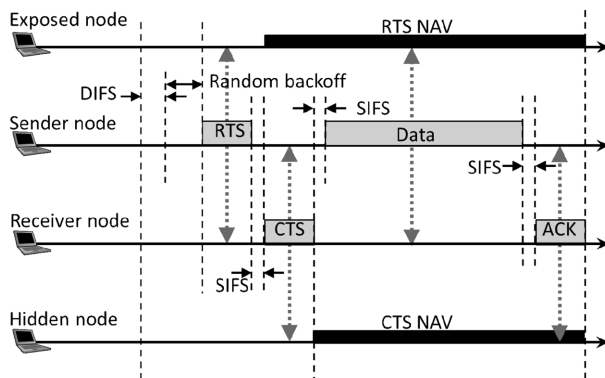 Exposed node
RTS NAV
Random backoff
DIFS
SIFS
Sender node
RTS
Data
SIFS
Receiver node
CTS
ACK
SIFS
Hidden node
CTS NAV